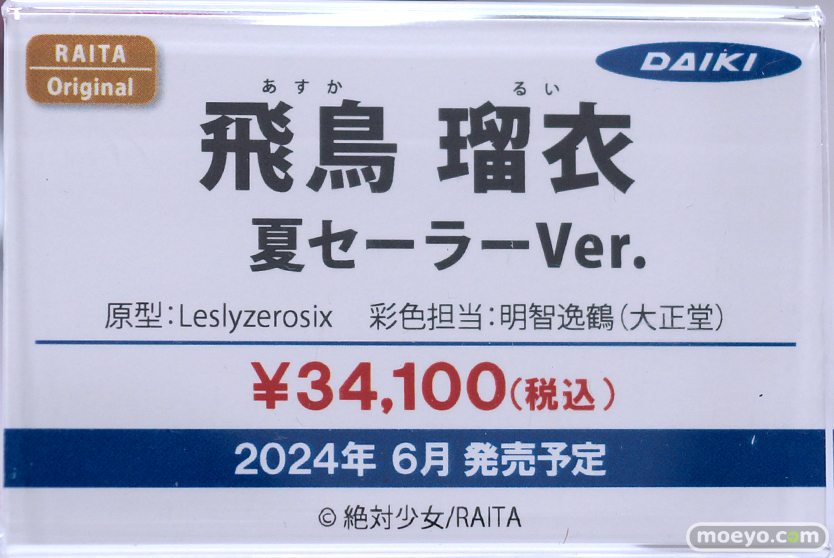 RAITA
Original
DAIKI
あすか るい
飛鳥 瑠衣
夏セーラーVer.
原型：Leslyzerosix 彩色担当：明智逸鶴（大正堂）
￥34,100（税込）
2024年 6月 発売予定
©絶対少女/RAITA
moeyo.com